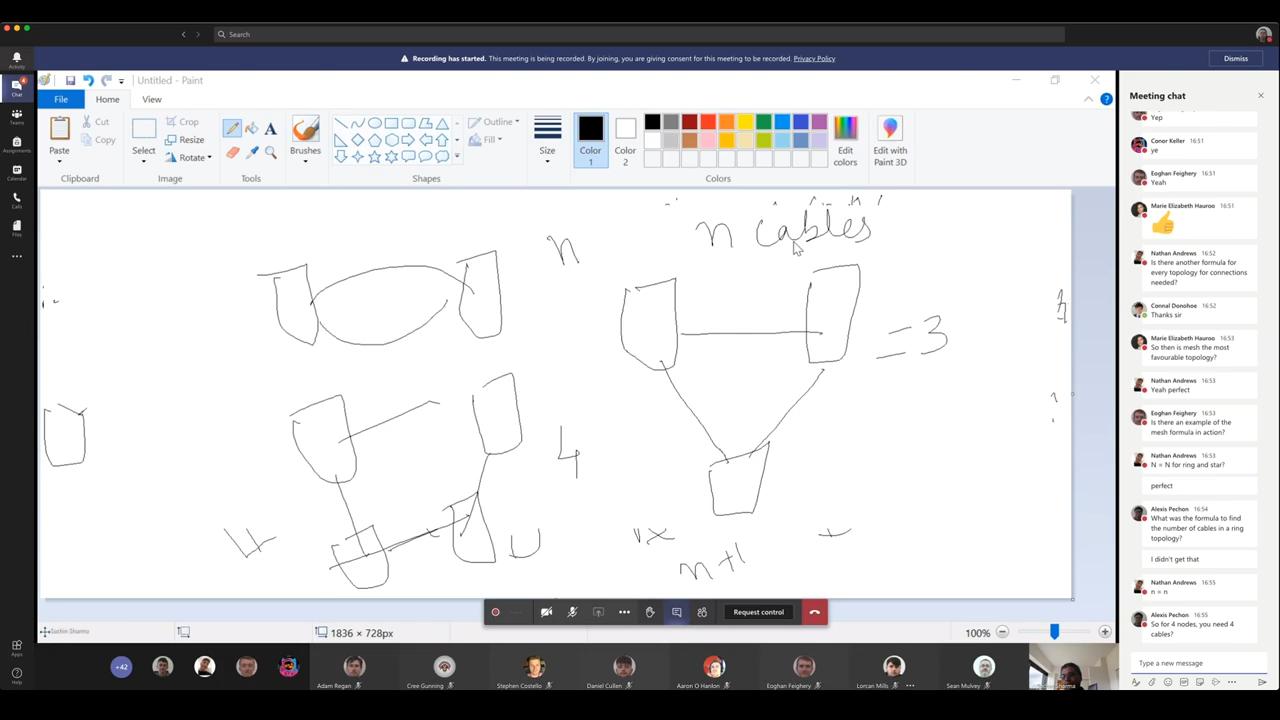 Search
Recording has started. This meeting is being recorded. By joining, you are giving consent for this meeting to be recorded. Privacy Policy
Dismiss
Activity
Chat
Teams
Assignments
Calendar
Calls
Files
Apps
Help
Untitled - Paint
File
Home
View
Paste
Cut
Copy
Clipboard
Select
Crop
Resize
Rotate
Image
Tools
Brushes
Shapes
Outline
Fill
Size
Color 1
Color 2
Colors
Edit colors
Edit with Paint 3D
n cables
n
= 3
4
n+1
Request control
1836 × 728px
100%
+42
Adam Regan
Cree Gunning
Stephen Costello
Daniel Cullen
Aaron O Hanlon
Eoghan Feighery
Lorcan Mills
Sean Mulvey
Meeting chat
Yep
Conor Keller 16:51
ye
Eoghan Feighery 16:51
Yeah
Marie Elizabeth Hauroo 16:51
Nathan Andrews 16:52
Is there another formula for every topology for connections needed?
Connal Donohoe 16:52
Thanks sir
Marie Elizabeth Hauroo 16:53
So then is mesh the most favourable topology?
Nathan Andrews 16:53
Yeah perfect
Eoghan Feighery 16:53
Is there an example of the mesh formula in action?
Nathan Andrews 16:53
N = N for ring and star?
perfect
Alexis Pechon 16:54
What was the formula to find the number of cables in a ring topology?
I didn't get that
Nathan Andrews 16:55
n = n
Alexis Pechon 16:55
So for 4 nodes, you need 4 cables?
Type a new message